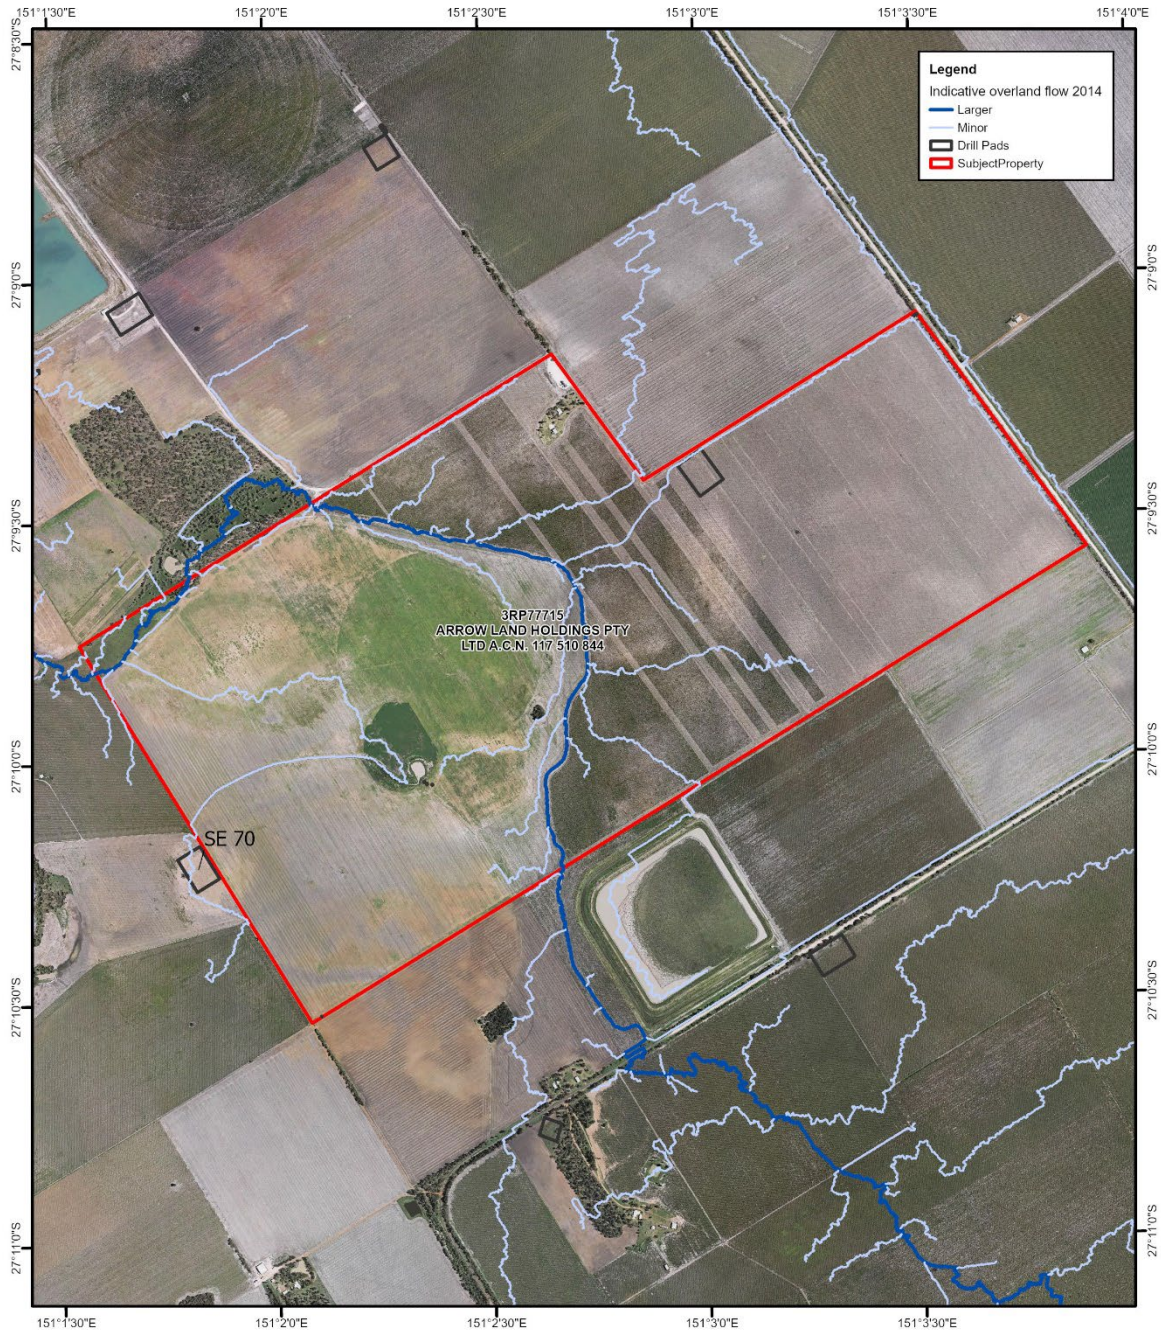 151°1'30"E
151°2'0"E
151°2'30"E
151°3'0"E
151°3'30"E
151°4'0"E
27°8'30"S
Legend
Indicative overland flow 2014
Larger
Minor
Drill Pads
SubjectProperty
27°9'0"S
27°9'0"S
27°9'30"S
27°9'30"S
3RP77715
ARROW LAND HOLDINGS PTY
LTD A.C.N. 117 510 844
27°10'0"S
27°10'0"S
SE 70
27°10'30"S
27°10'30"S
27°11'0"S
27°11'0"S
151°1'30"E
151°2'0"E
151°2'30"E
151°3'0"E
151°3'30"E